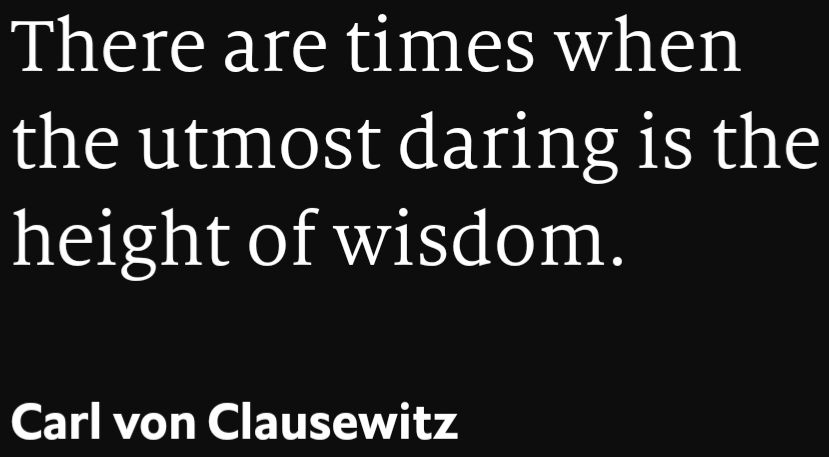 There are times when
the utmost daring is the
height of wisdom.
Carl von Clausewitz